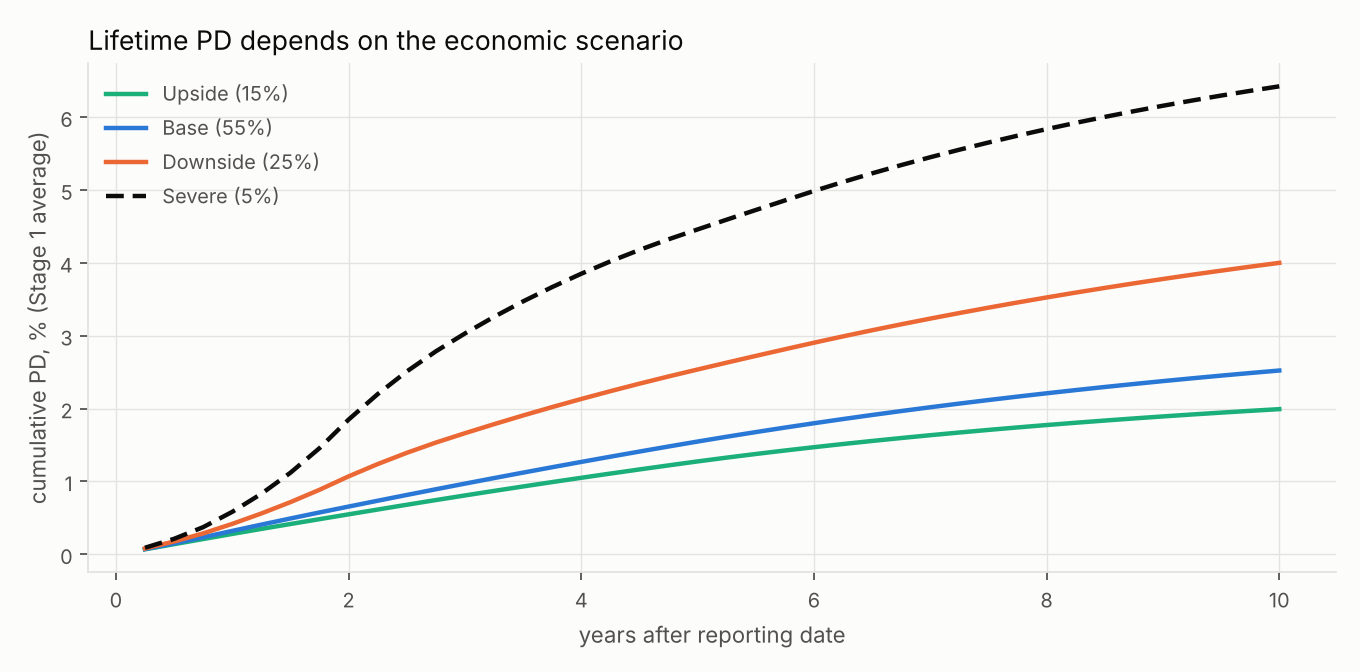 Lifetime PD depends on the economic scenario
Upside (15%)
Base (55%)
Downside (25%)
Severe (5%)
cumulative PD, % (Stage 1 average)
6
5
4
3
2
1
0
0 2 4 6 8 10
years after reporting date